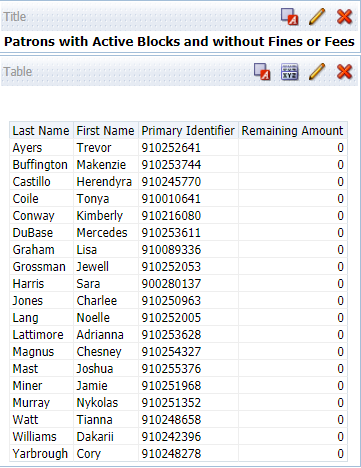 Title
Patrons with Active Blocks and without Fines or Fees
Table
Last Name First Name Primary Identifier Remaining Amount
Ayers Trevor 910252641 0
Buffington Makenzie 910253744 0
Castillo Herendyra 910245770 0
Coile Tonya 910010641 0
Conway Kimberly 910216080 0
DuBase Mercedes 910253611 0
Graham Lisa 910089336 0
Grossman Jewell 910252053 0
Harris Sara 900280137 0
Jones Charlee 910250963 0
Lang Noelle 910252005 0
Lattimore Adrianna 910253628 0
Magnus Chesney 910254327 0
Mast Joshua 910255376 0
Miner Jamie 910251968 0
Murray Nykolas 910251352 0
Watt Tianna 910248658 0
Williams Dakarii 910242396 0
Yarbrough Cory 910248278 0